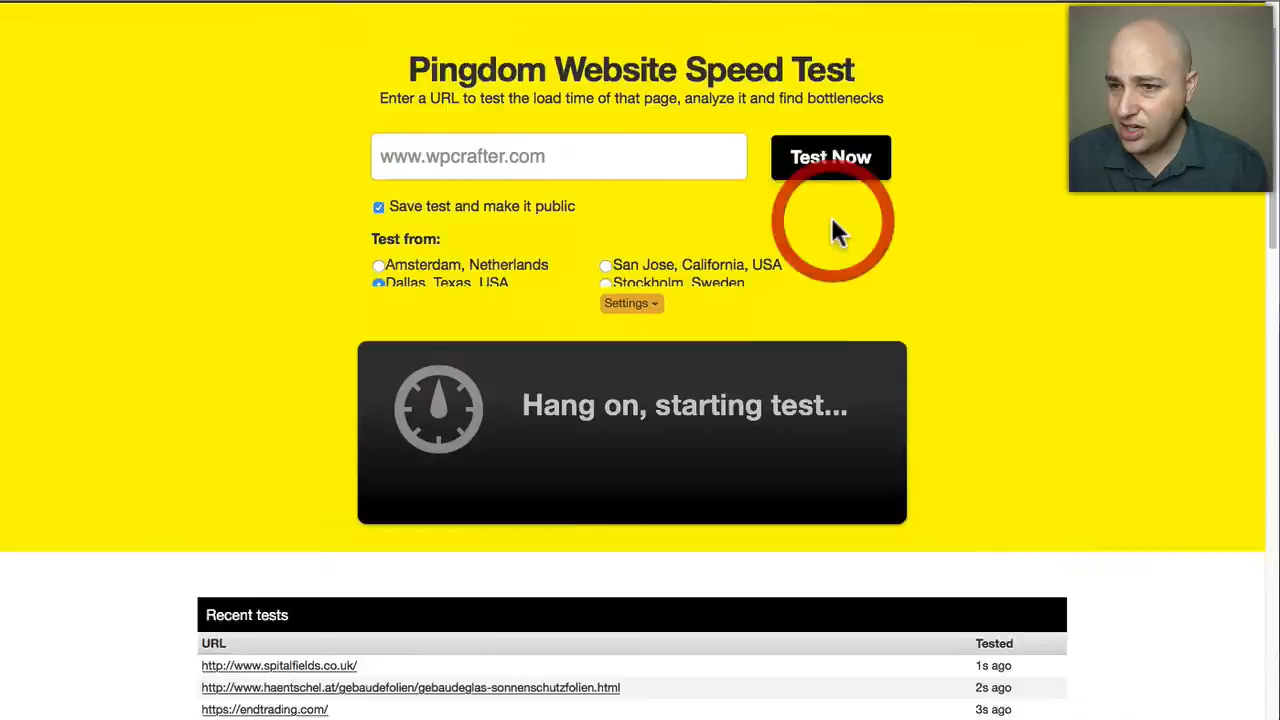 Pingdom Website Speed Test
Enter a URL to test the load time of that page, analyze it and find bottlenecks
www.wpcrafter.com
Test Now
Save test and make it public
Test from:
Amsterdam, Netherlands
San Jose, California, USA
Dallas, Texas, USA
Stockholm, Sweden
Settings
Hang on, starting test...
Recent tests
URL
Tested
http://www.spitalfields.co.uk/
1s ago
http://www.haentschel.at/gebaudefolien/gebaudeglas-sonnenschutzfolien.html
2s ago
https://endtrading.com/
3s ago